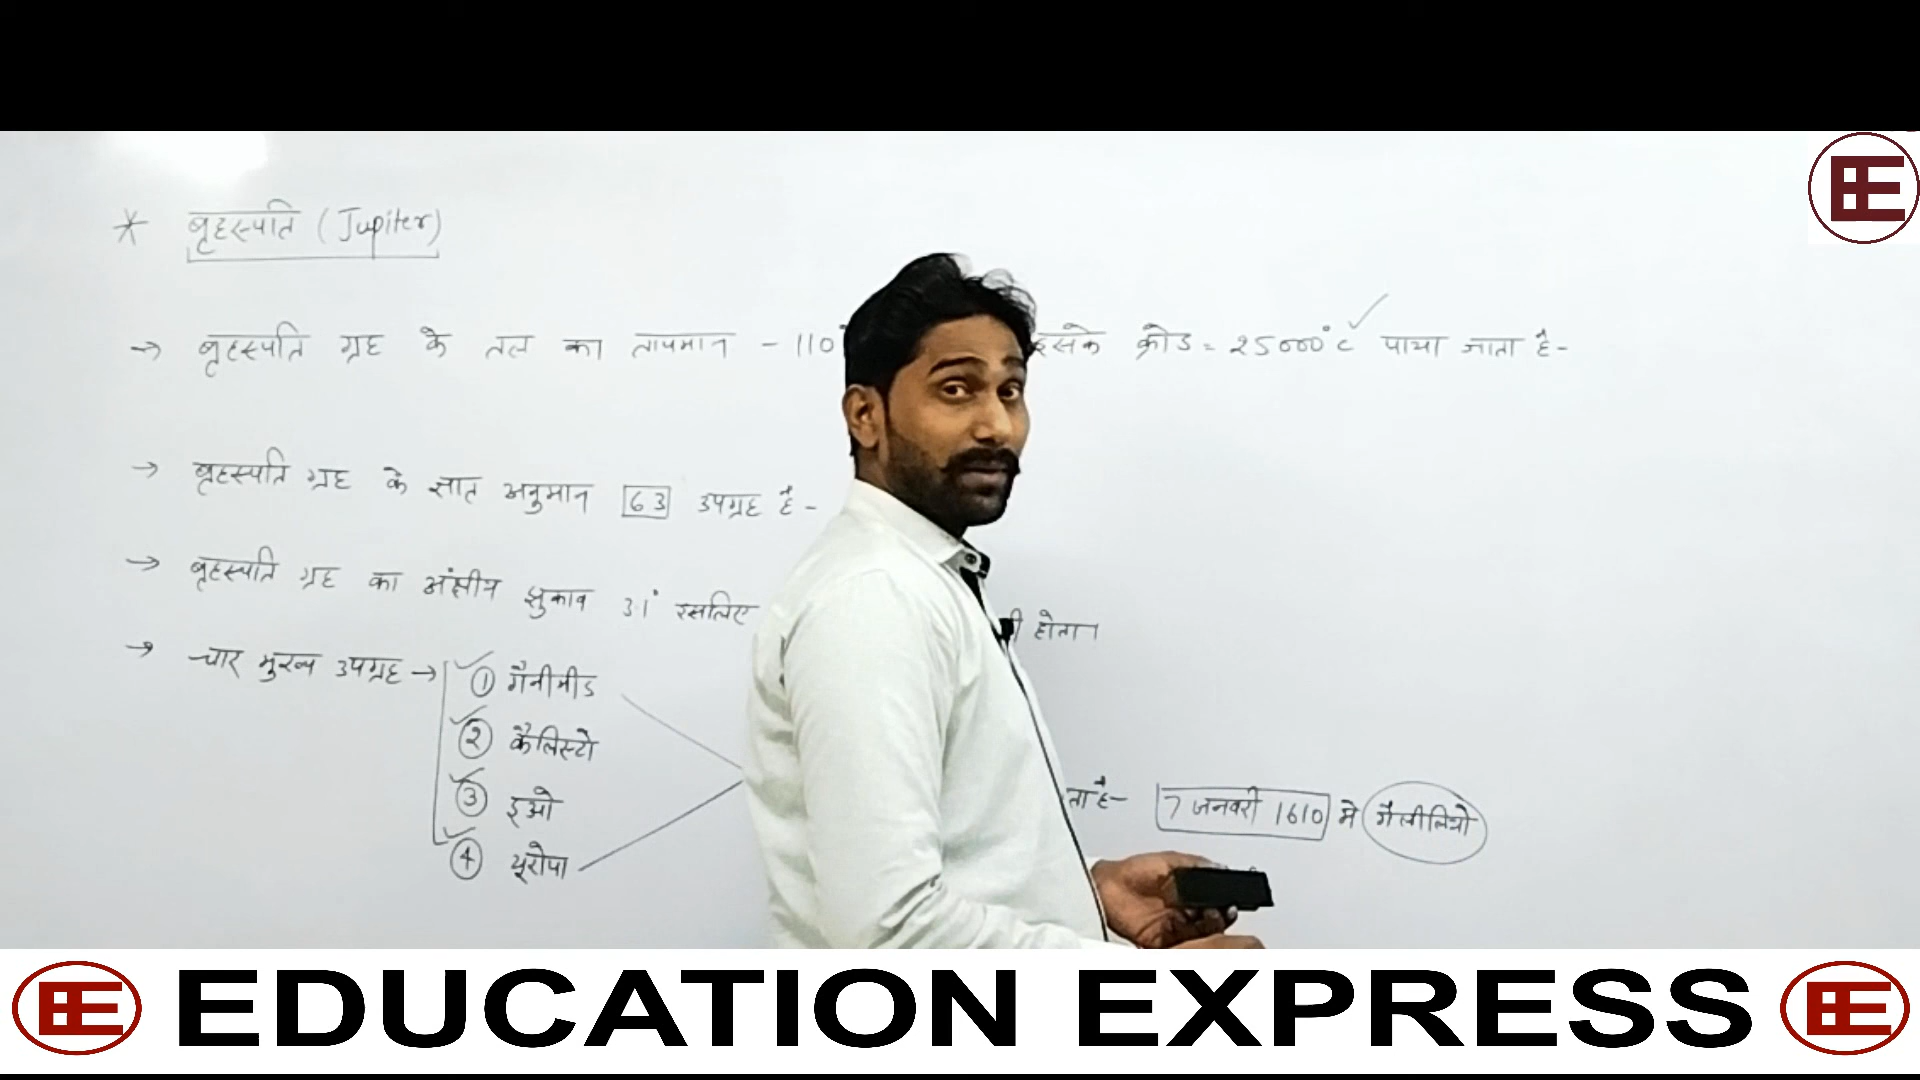 * बृहस्पति (Jupiter)
→ बृहस्पति ग्रह के तल का तापमान -110° इसके क्रोड = 25000°C ✓ पाया जाता है-
→ बृहस्पति ग्रह के ज्ञात अनुमान 63 उपग्रह है-
→ बृहस्पति ग्रह का अंक्षीय झुकाव 3.1° इसलिए होता।
→ चार मुख्य उपग्रह →
① गैनीमीड
② कैलिस्टो
③ इओ
④ यूरोपा
ता है- 7 जनवरी 1610 मे गैलीलियो
EDUCATION EXPRESS